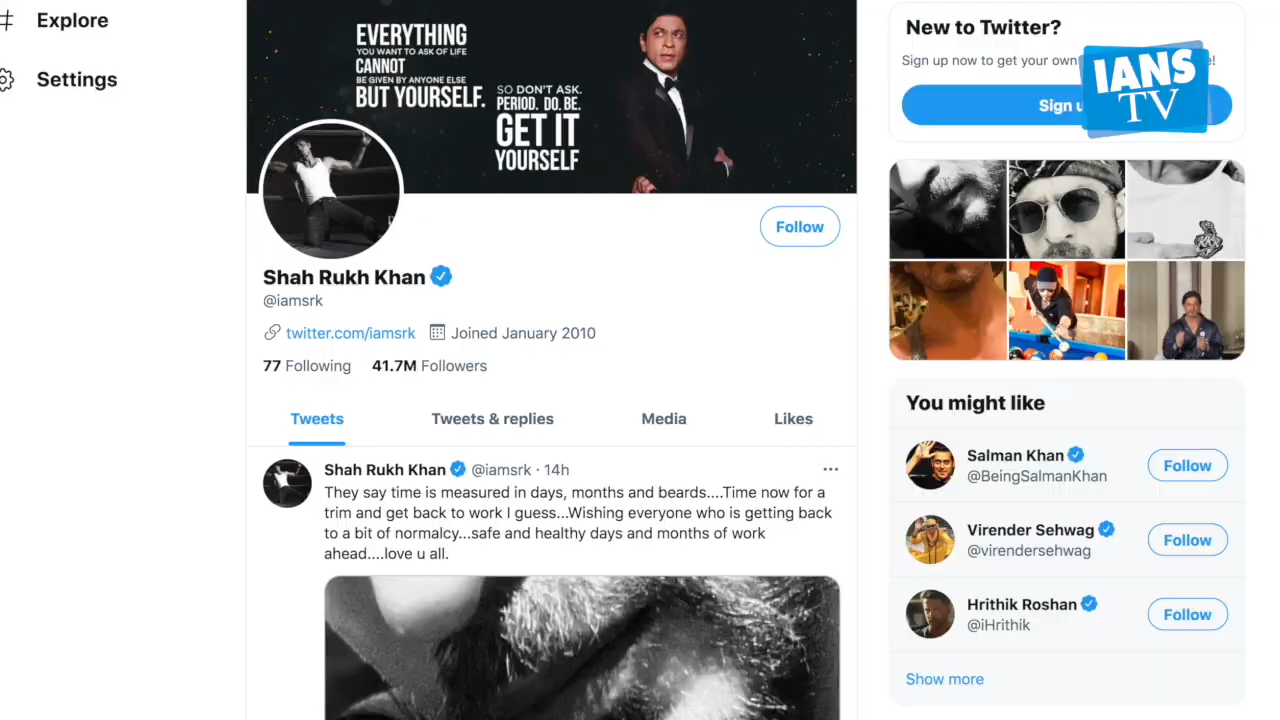 Explore
Settings
EVERYTHING
YOU WANT TO ASK OF LIFE
CANNOT
BE GIVEN BY ANYONE ELSE
BUT YOURSELF.
SO DON'T ASK.
PERIOD. DO. BE.
GET IT
YOURSELF
Follow
Shah Rukh Khan
@iamsrk
twitter.com/iamsrk Joined January 2010
77 Following 41.7M Followers
Tweets Tweets & replies Media Likes
Shah Rukh Khan @iamsrk · 14h
They say time is measured in days, months and beards....Time now for a
trim and get back to work I guess...Wishing everyone who is getting back
to a bit of normalcy...safe and healthy days and months of work
ahead....love u all.
New to Twitter?
Sign up now to get your own
Sign
IANS
TV
You might like
Salman Khan
@BeingSalmanKhan
Follow
Virender Sehwag
@virendersehwag
Follow
Hrithik Roshan
@iHrithik
Follow
Show more